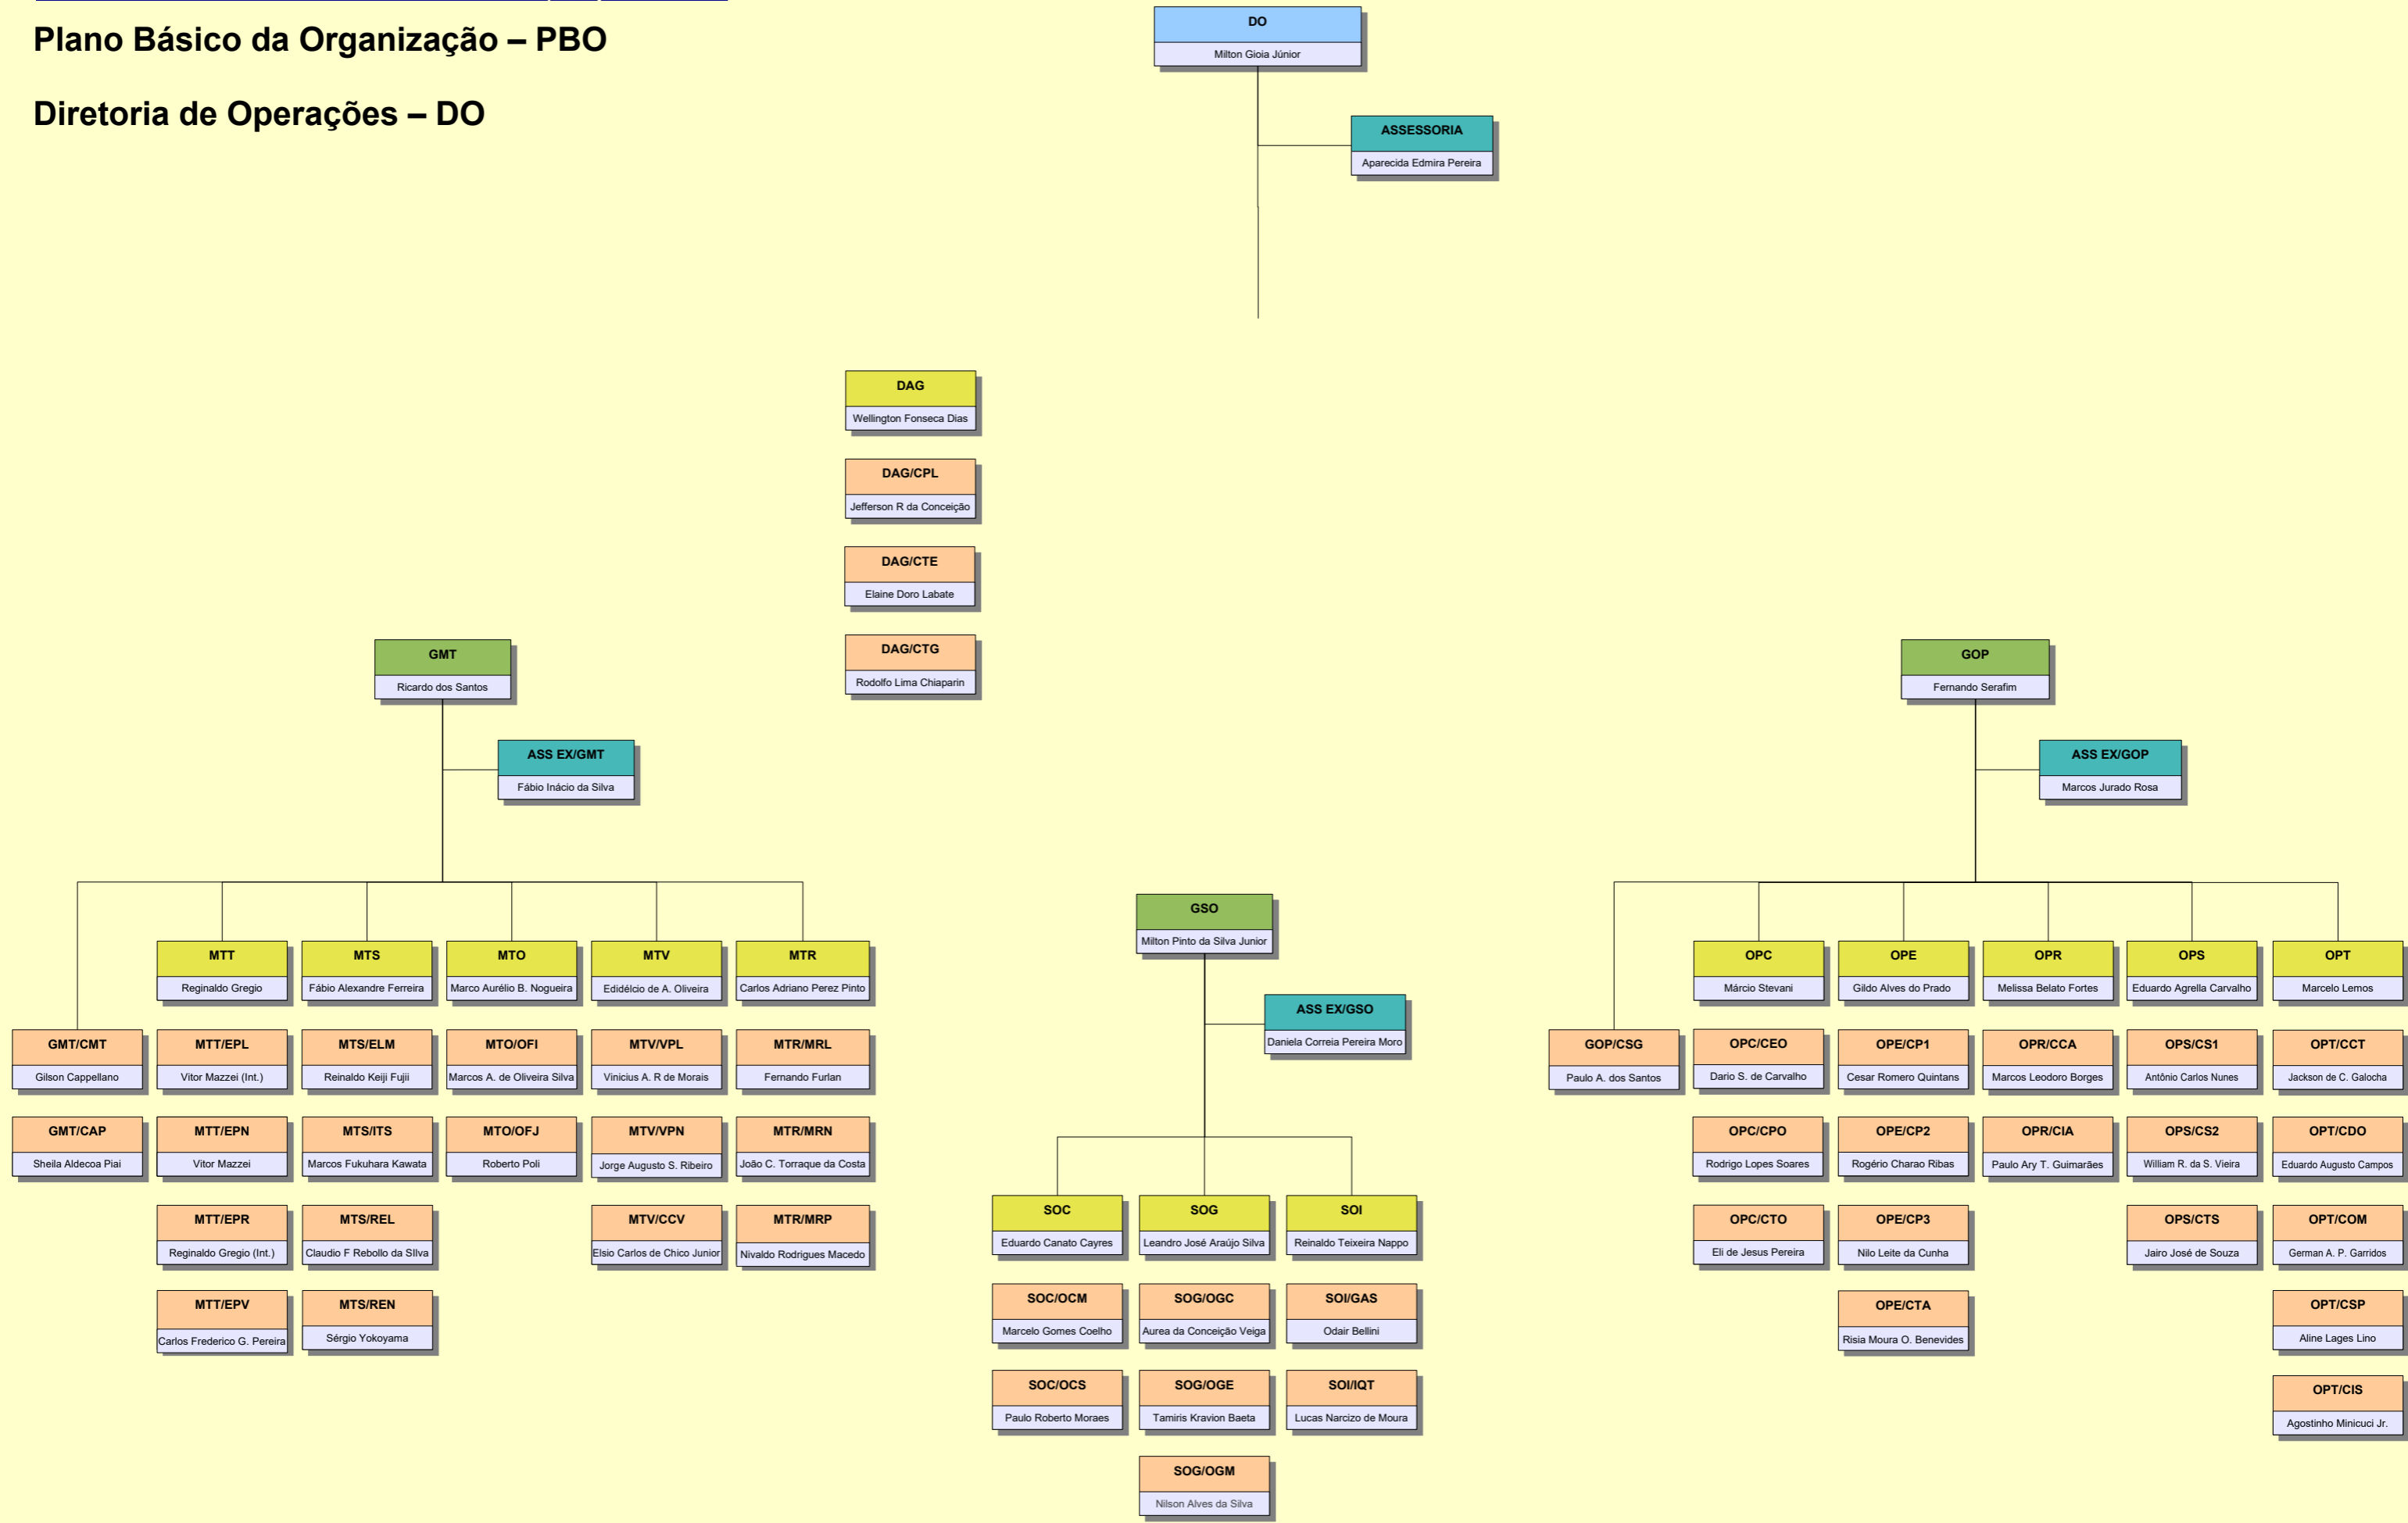 Plano Básico da Organização – PBO
Diretoria de Operações – DO
DO
Milton Gioia Júnior
ASSESSORIA
Aparecida Edmira Pereira
DAG
Wellington Fonseca Dias
DAG/CPL
Jefferson R da Conceição
DAG/CTE
Elaine Doro Labate
DAG/CTG
Rodolfo Lima Chiaparin
GMT
Ricardo dos Santos
ASS EX/GMT
Fábio Inácio da Silva
GMT/CMT
Gilson Cappellano
GMT/CAP
Sheila Aldecoa Piai
MTT
Reginaldo Gregio
MTT/EPL
Vitor Mazzei (Int.)
MTT/EPN
Vitor Mazzei
MTT/EPR
Reginaldo Gregio (Int.)
MTT/EPV
Carlos Frederico G. Pereira
MTS
Fábio Alexandre Ferreira
MTS/ELM
Reinaldo Keiji Fujii
MTS/ITS
Marcos Fukuhara Kawata
MTS/REL
Claudio F Rebollo da SIlva
MTS/REN
Sérgio Yokoyama
MTO
Marco Aurélio B. Nogueira
MTO/OFI
Marcos A. de Oliveira Silva
MTO/OFJ
Roberto Poli
MTV
Edidélcio de A. Oliveira
MTV/VPL
Vinicius A. R de Morais
MTV/VPN
Jorge Augusto S. Ribeiro
MTV/CCV
Elsio Carlos de Chico Junior
MTR
Carlos Adriano Perez Pinto
MTR/MRL
Fernando Furlan
MTR/MRN
João C. Torraque da Costa
MTR/MRP
Nivaldo Rodrigues Macedo
GSO
Milton Pinto da Silva Junior
ASS EX/GSO
Daniela Correia Pereira Moro
SOC
Eduardo Canato Cayres
SOC/OCM
Marcelo Gomes Coelho
SOC/OCS
Paulo Roberto Moraes
SOG
Leandro José Araújo Silva
SOG/OGC
Aurea da Conceição Veiga
SOG/OGE
Tamiris Kravion Baeta
SOG/OGM
Nilson Alves da Silva
SOI
Reinaldo Teixeira Nappo
SOI/GAS
Odair Bellini
SOI/IQT
Lucas Narcizo de Moura
GOP
Fernando Serafim
ASS EX/GOP
Marcos Jurado Rosa
GOP/CSG
Paulo A. dos Santos
OPC
Márcio Stevani
OPC/CEO
Dario S. de Carvalho
OPC/CPO
Rodrigo Lopes Soares
OPC/CTO
Eli de Jesus Pereira
OPE
Gildo Alves do Prado
OPE/CP1
Cesar Romero Quintans
OPE/CP2
Rogério Charao Ribas
OPE/CP3
Nilo Leite da Cunha
OPE/CTA
Risia Moura O. Benevides
OPR
Melissa Belato Fortes
OPR/CCA
Marcos Leodoro Borges
OPR/CIA
Paulo Ary T. Guimarães
OPS
Eduardo Agrella Carvalho
OPS/CS1
Antônio Carlos Nunes
OPS/CS2
William R. da S. Vieira
OPS/CTS
Jairo José de Souza
OPT
Marcelo Lemos
OPT/CCT
Jackson de C. Galocha
OPT/CDO
Eduardo Augusto Campos
OPT/COM
German A. P. Garridos
OPT/CSP
Aline Lages Lino
OPT/CIS
Agostinho Minicuci Jr.